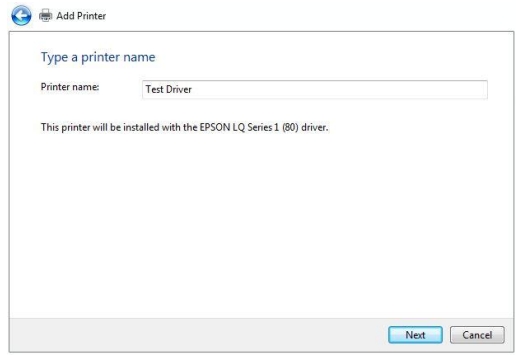 Add Printer
Type a printer name
Printer name: Test Driver
This printer will be installed with the EPSON LQ Series 1 (80) driver.
Next Cancel